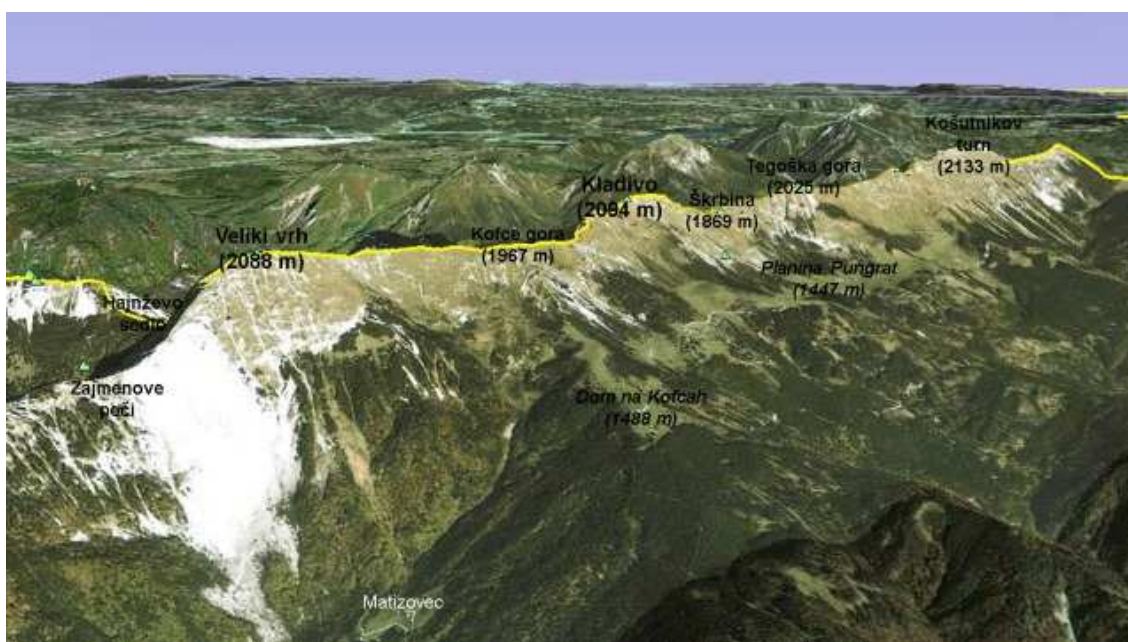 Košutnikov
turn
(2133 m)
Tegoška gora
(2025 m)
Kladivo
(2094 m)
Škrbina
(1869 m)
Veliki vrh
(2088 m)
Kofce gora
(1967 m)
Planina Pungrat
(1447 m)
Hajnževo
sedlo
Zajmenove
peči
Dom na Kofcah
(1488 m)
Matizovec